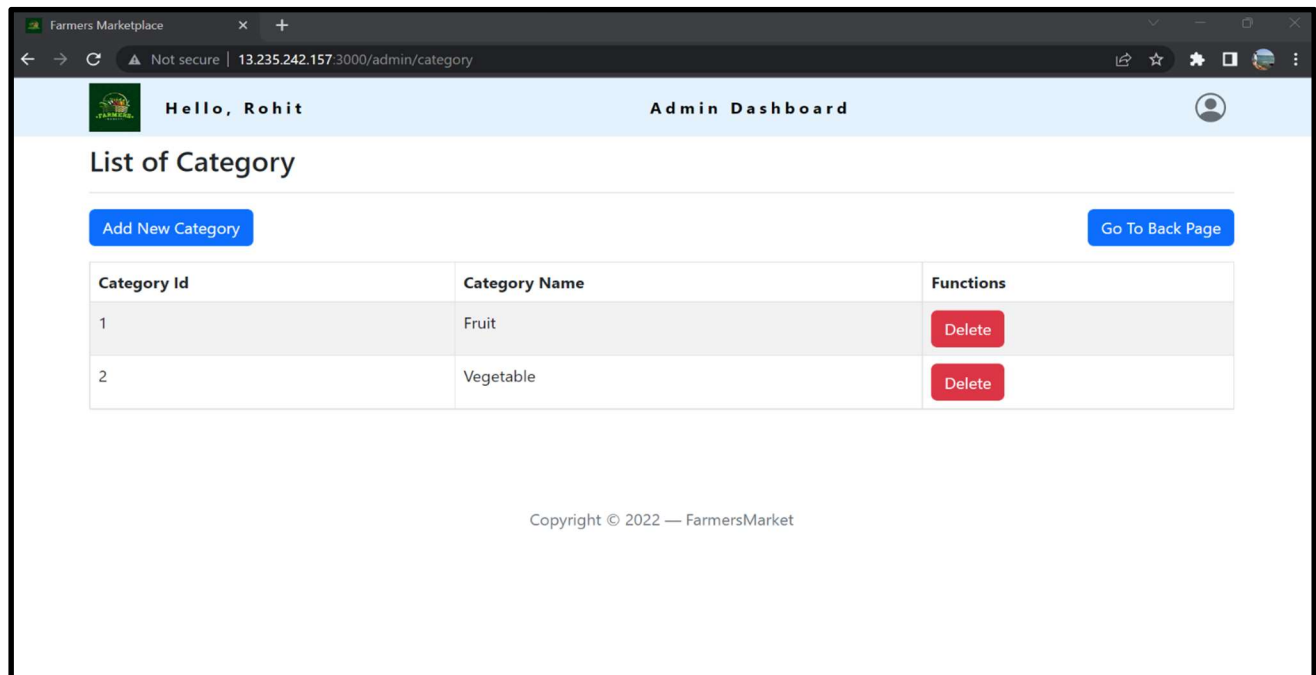 Farmers Marketplace
Not secure | 13.235.242.157:3000/admin/category
FARMERS
Hello, Rohit Admin Dashboard
List of Category
Add New Category Go To Back Page
Category Id Category Name Functions
1 Fruit Delete
2 Vegetable Delete
Copyright © 2022 — FarmersMarket